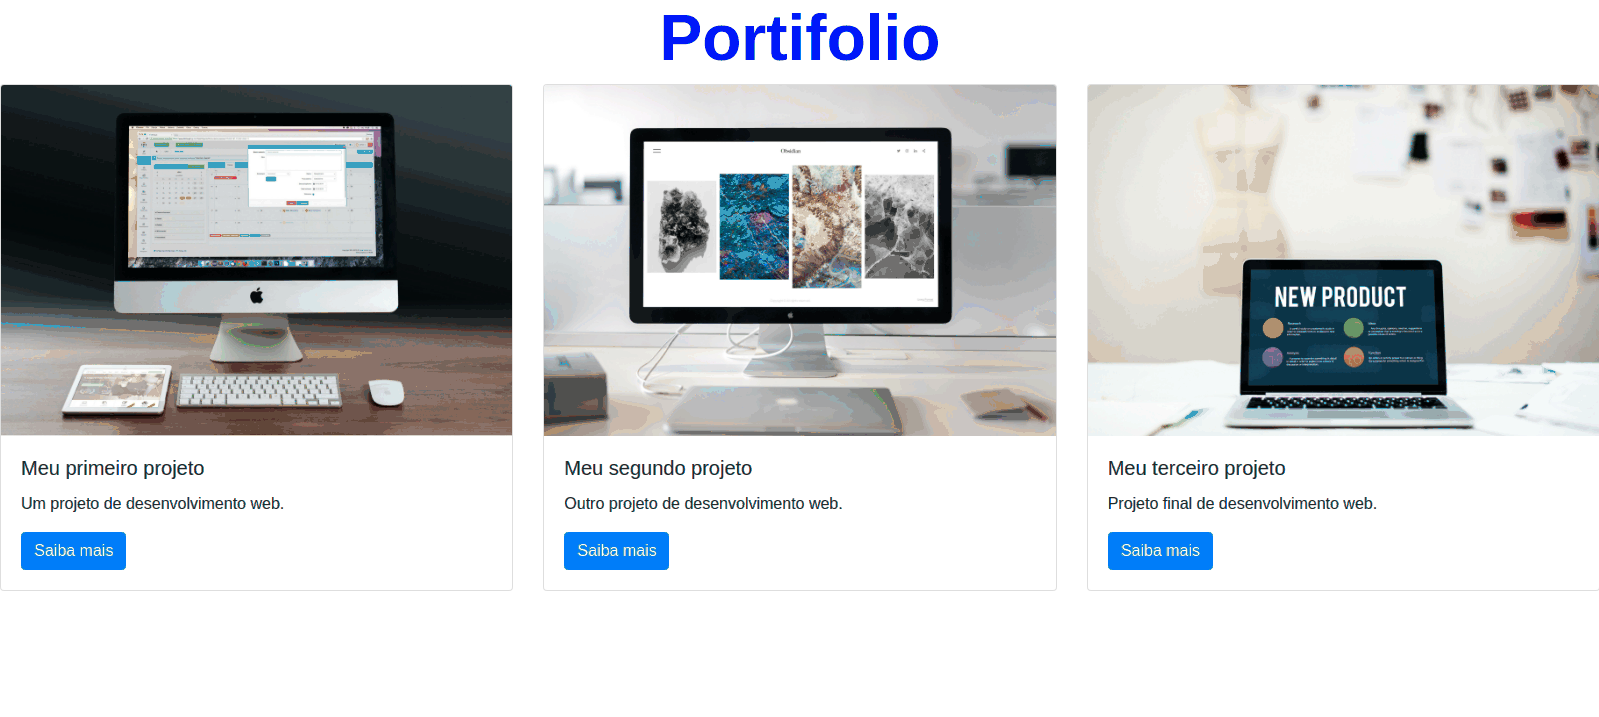 Portifolio
Obsidian
NEW PRODUCT
Meu primeiro projeto
Um projeto de desenvolvimento web.
Saiba mais
Meu segundo projeto
Outro projeto de desenvolvimento web.
Saiba mais
Meu terceiro projeto
Projeto final de desenvolvimento web.
Saiba mais